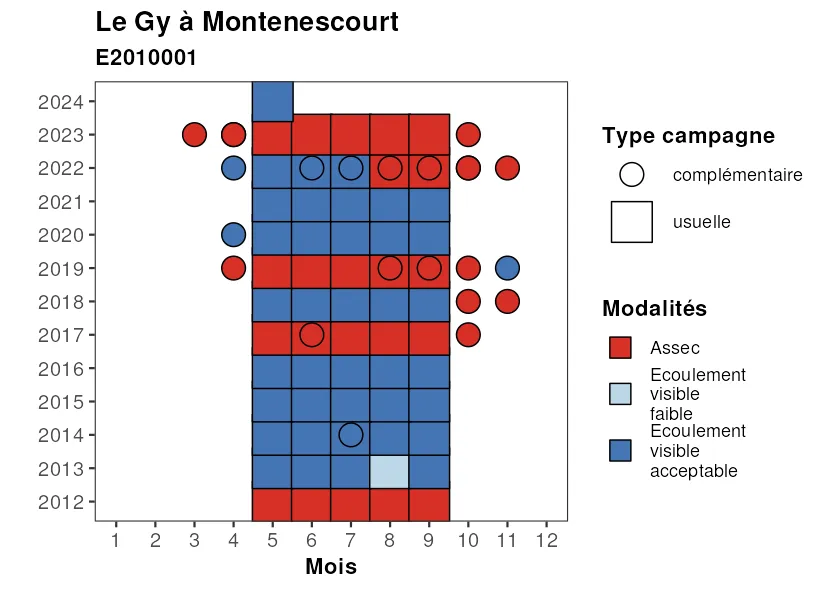 Le Gy à Montenescourt
E2010001
2024
2023
2022
2021
2020
2019
2018
2017
2016
2015
2014
2013
2012
1 2 3 4 5 6 7 8 9 10 11 12
Mois
Type campagne
complémentaire
usuelle
Modalités
Assec
Ecoulement
visible
faible
Ecoulement
visible
acceptable